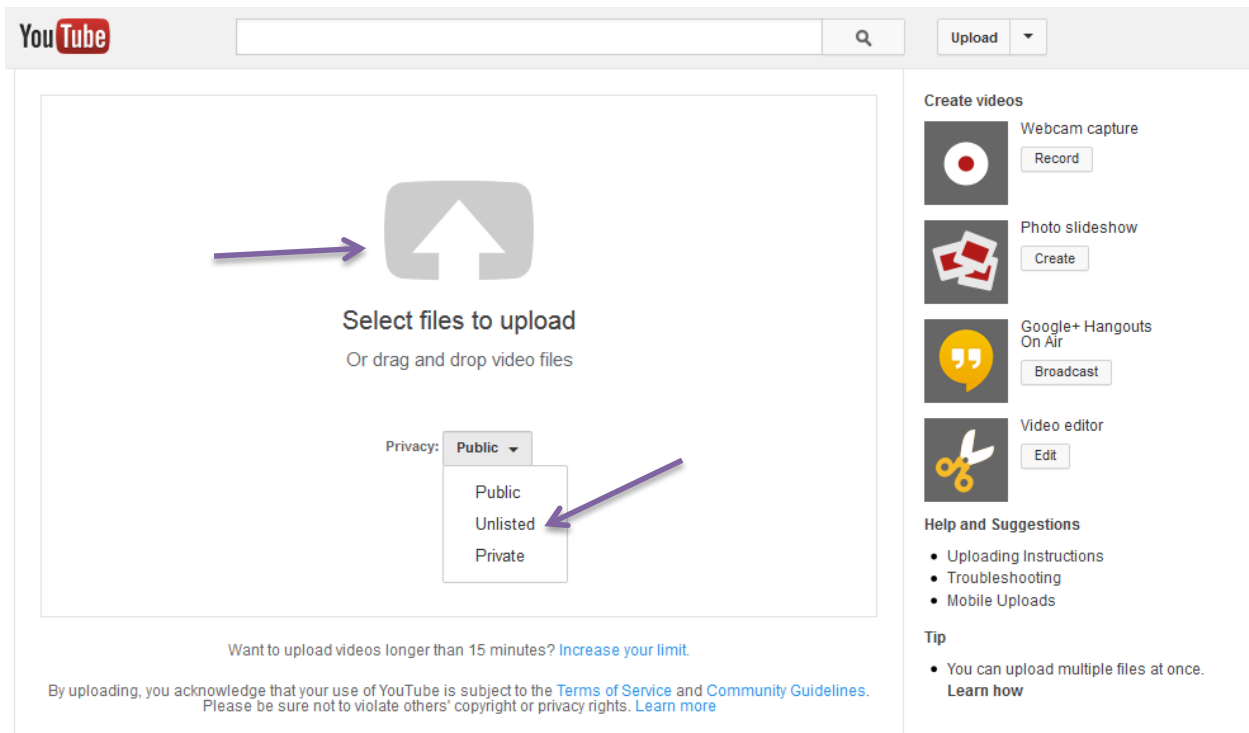 YouTube
Upload
Select files to upload
Or drag and drop video files
Privacy: Public
Public
Unlisted
Private
Want to upload videos longer than 15 minutes? Increase your limit.
By uploading, you acknowledge that your use of YouTube is subject to the Terms of Service and Community Guidelines.
Please be sure not to violate others' copyright or privacy rights. Learn more
Create videos
Webcam capture
Record
Photo slideshow
Create
Google+ Hangouts
On Air
Broadcast
Video editor
Edit
Help and Suggestions
• Uploading Instructions
• Troubleshooting
• Mobile Uploads
Tip
• You can upload multiple files at once.
Learn how